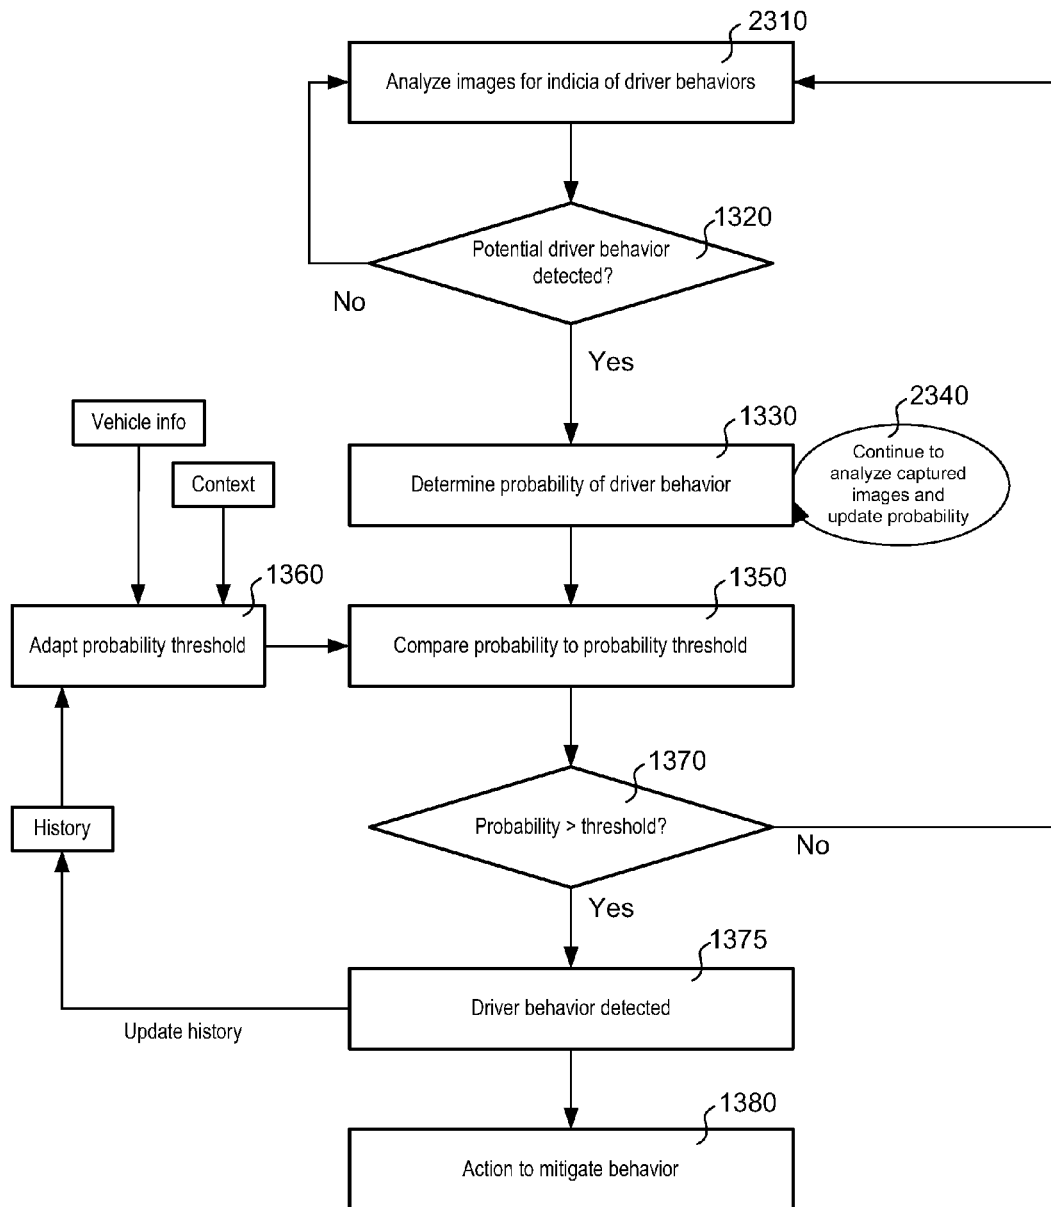 2310
Analyze images for indicia of driver behaviors
1320
Potential driver behavior
detected?
No
Yes
Vehicle info
Context
1330
Determine probability of driver behavior
2340
Continue to
analyze captured
images and
update probability
1360
Adapt probability threshold
1350
Compare probability to probability threshold
1370
Probability > threshold?
No
Yes
History
1375
Driver behavior detected
Update history
1380
Action to mitigate behavior